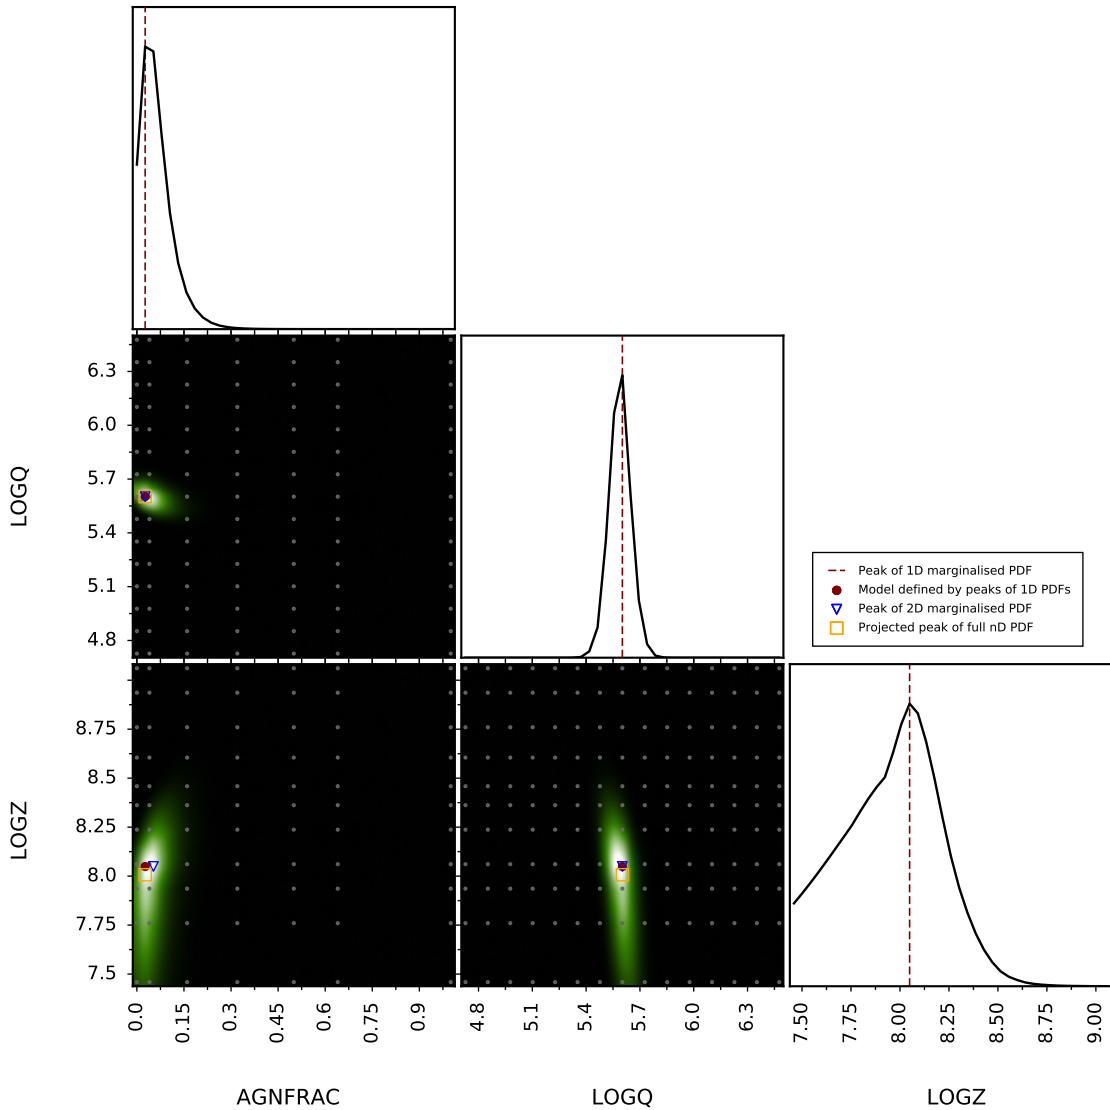 6.3
6.0
5.7
5.4
5.1
4.8
LOGQ
Peak of 1D marginalised PDF
Model defined by peaks of 1D PDFs
Peak of 2D marginalised PDF
Projected peak of full nD PDF
8.75
8.5
8.25
8.0
7.75
7.5
LOGZ
0.0 0.15 0.3 0.45 0.6 0.75 0.9
4.8 5.1 5.4 5.7 6.0 6.3
7.50 7.75 8.00 8.25 8.50 8.75 9.00
AGNFRAC LOGQ LOGZ